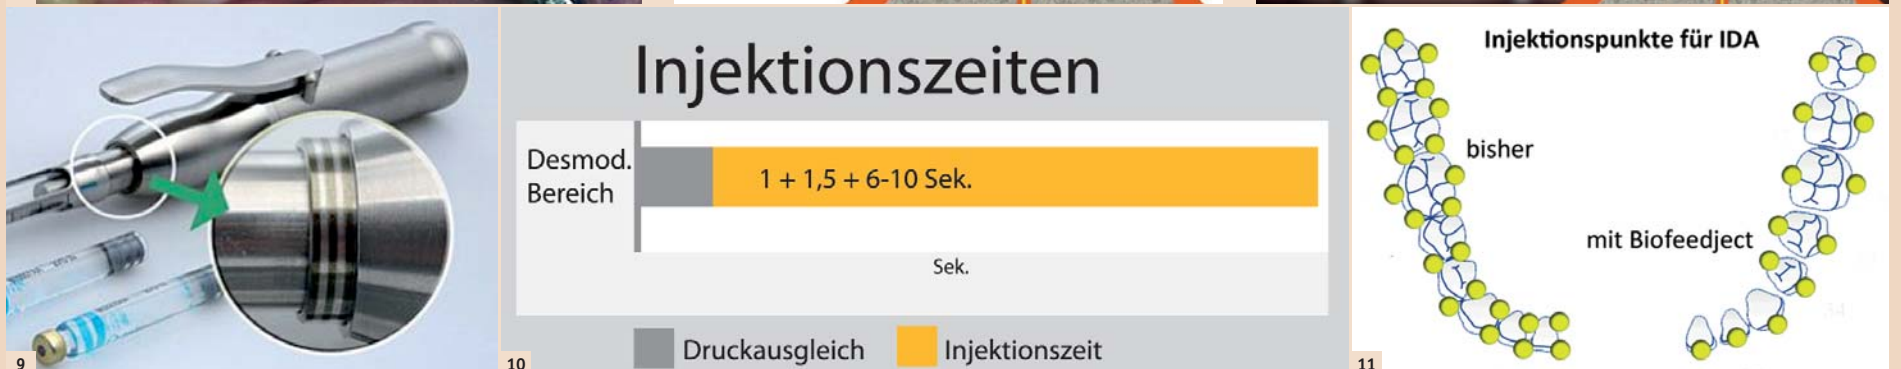 9
Injektionszeiten
Desmod.
Bereich
1 + 1,5 + 6-10 Sek.
Sek.
Druckausgleich
Injektionszeit
10
Injektionspunkte für IDA
bisher
mit Biofeedject
11